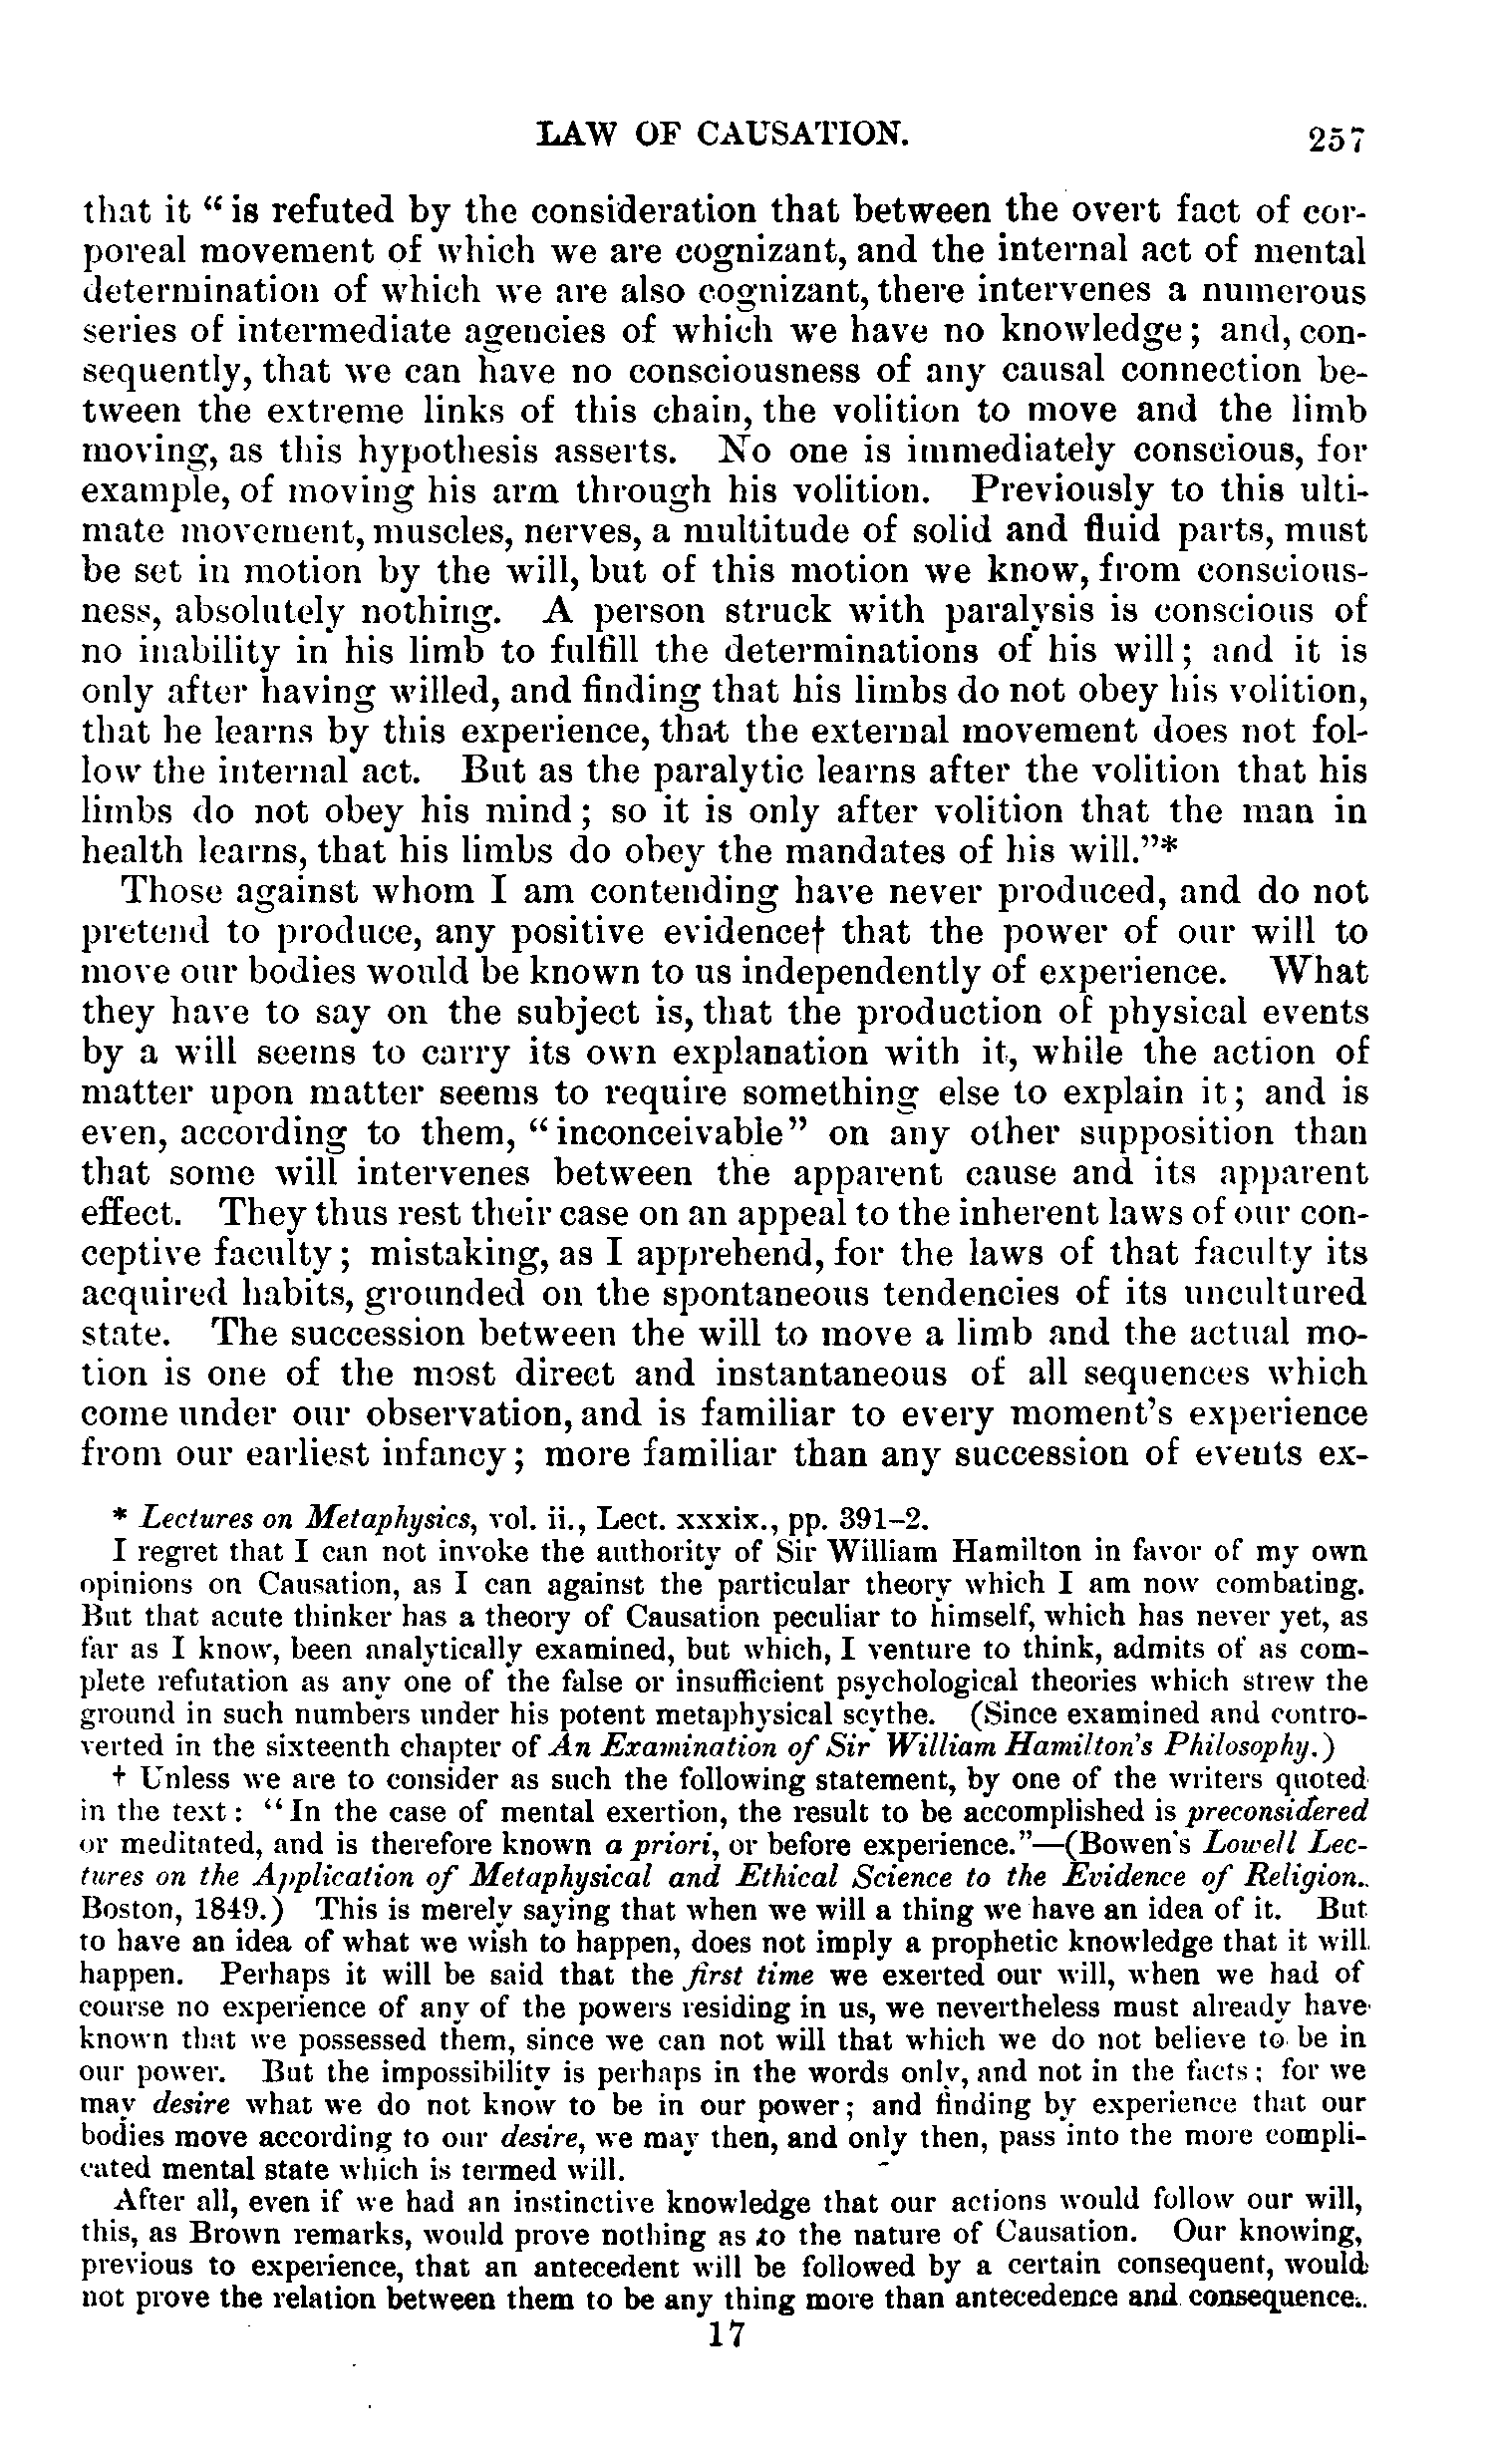 LAW OF CAUSATION. 257
that it “is refuted by the consideration that between the overt fact of cor-
poreal movement of which we are cognizant, and the internal act of mental
determination of which we are also cognizant, there intervenes a numerous
series of intermediate agencies of which we have no knowledge; and, con-
sequently, that we can have no consciousness of any causal connection be-
tween the extreme links of this chain, the volition to move and the limb
moving, as this hypothesis asserts. No one is immediately conscious, for
example, of moving his arm through his volition. Previously to this ulti-
mate movement, muscles, nerves, a multitude of solid and fluid parts, must
be set in motion by the will, but of this motion we know, from conscious-
ness, absolutely nothing. A person struck with paralysis is conscious of
no inability in his limb to fulfill the determinations of his will; and it is
only after having willed, and finding that his limbs do not obey his volition,
that he learns by this experience, that the external movement does not fol-
low the internal act. But as the paralytic learns after the volition that his
limbs do not obey his mind; so it is only after volition that the man in
health learns, that his limbs do obey the mandates of his will.”*
Those against whom I am contending have never produced, and do not
pretend to produce, any positive evidence† that the power of our will to
move our bodies would be known to us independently of experience. What
they have to say on the subject is, that the production of physical events
by a will seems to carry its own explanation with it, while the action of
matter upon matter seems to require something else to explain it; and is
even, according to them, “inconceivable” on any other supposition than
that some will intervenes between the apparent cause and its apparent
effect. They thus rest their case on an appeal to the inherent laws of our con-
ceptive faculty; mistaking, as I apprehend, for the laws of that faculty its
acquired habits, grounded on the spontaneous tendencies of its uncultured
state. The succession between the will to move a limb and the actual mo-
tion is one of the most direct and instantaneous of all sequences which
come under our observation, and is familiar to every moment's experience
from our earliest infancy; more familiar than any succession of events ex-
* Lectures on Metaphysics, vol. ii., Lect. xxxix., pp. 391–2.
I regret that I can not invoke the authority of Sir William Hamilton in favor of my own
opinions on Causation, as I can against the particular theory which I am now combating.
But that acute thinker has a theory of Causation peculiar to himself, which has never yet, as
far as I know, been analytically examined, but which, I venture to think, admits of as com-
plete refutation as any one of the false or insufficient psychological theories which strew the
ground in such numbers under his potent metaphysical scythe. (Since examined and contro-
verted in the sixteenth chapter of An Examination of Sir William Hamilton's Philosophy.)
† Unless we are to consider as such the following statement, by one of the writers quoted
in the text: “In the case of mental exertion, the result to be accomplished is preconsidered
or meditated, and is therefore known a priori, or before experience.”—(Bowen's Lowell Lec-
tures on the Application of Metaphysical and Ethical Science to the Evidence of Religion.
Boston, 1849.) This is merely saying that when we will a thing we have an idea of it. But
to have an idea of what we wish to happen, does not imply a prophetic knowledge that it will
happen. Perhaps it will be said that the first time we exerted our will, when we had of
course no experience of any of the powers residing in us, we nevertheless must already have
known that we possessed them, since we can not will that which we do not believe to be in
our power. But the impossibility is perhaps in the words only, and not in the facts; for we
may desire what we do not know to be in our power; and finding by experience that our
bodies move according to our desire, we may then, and only then, pass into the more compli-
cated mental state which is termed will.
After all, even if we had an instinctive knowledge that our actions would follow our will,
this, as Brown remarks, would prove nothing as to the nature of Causation. Our knowing,
previous to experience, that an antecedent will be followed by a certain consequent, would
not prove the relation between them to be any thing more than antecedence and consequence.
17